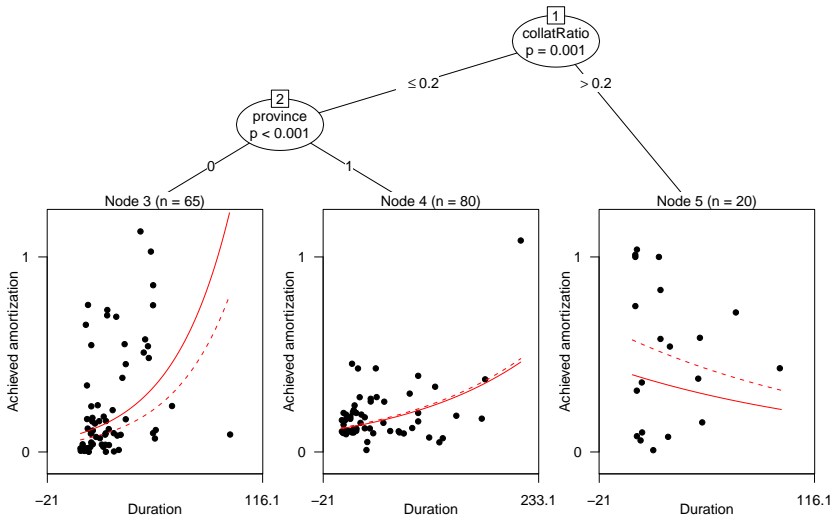 1
collatRatio
p = 0.001
≤ 0.2
> 0.2
2
province
p < 0.001
0
1
Node 3 (n = 65)
Achieved amortization
1
0
−21
116.1
Duration
Node 4 (n = 80)
Achieved amortization
1
0
−21
233.1
Duration
Node 5 (n = 20)
Achieved amortization
1
0
−21
116.1
Duration